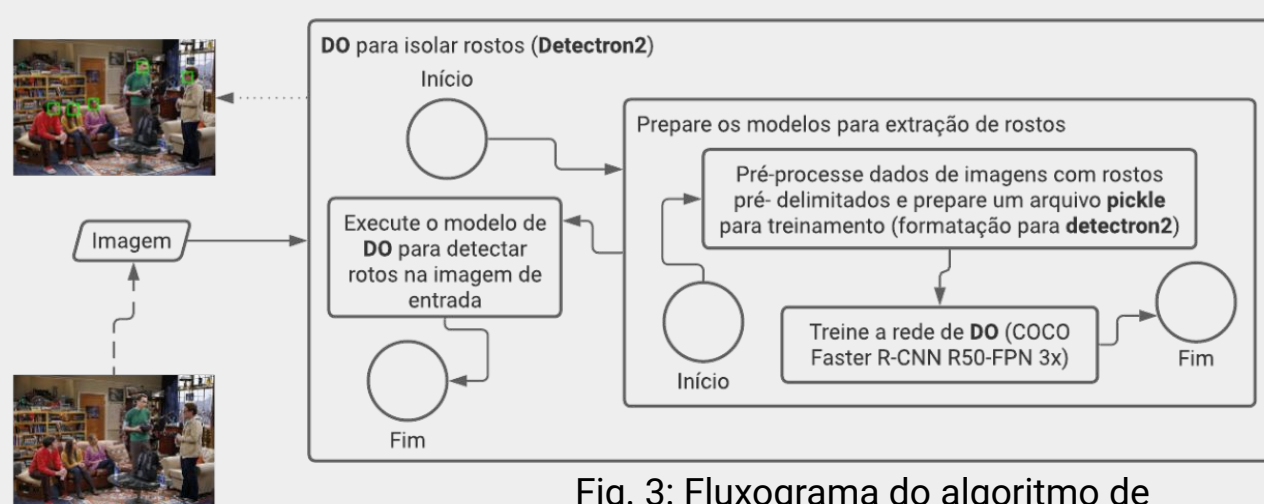 DO para isolar rostos (Detectron2)
Início
Prepare os modelos para extração de rostos
Pré-processe dados de imagens com rostos
pré- delimitados e prepare um arquivo pickle
para treinamento (formatação para detectron2)
Imagem
Execute o modelo de
DO para detectar
rotos na imagem de
entrada
Início
Treine a rede de DO (COCO
Faster R-CNN R50-FPN 3x)
Fim
Fim
Fig. 3: Fluxograma do algoritmo de